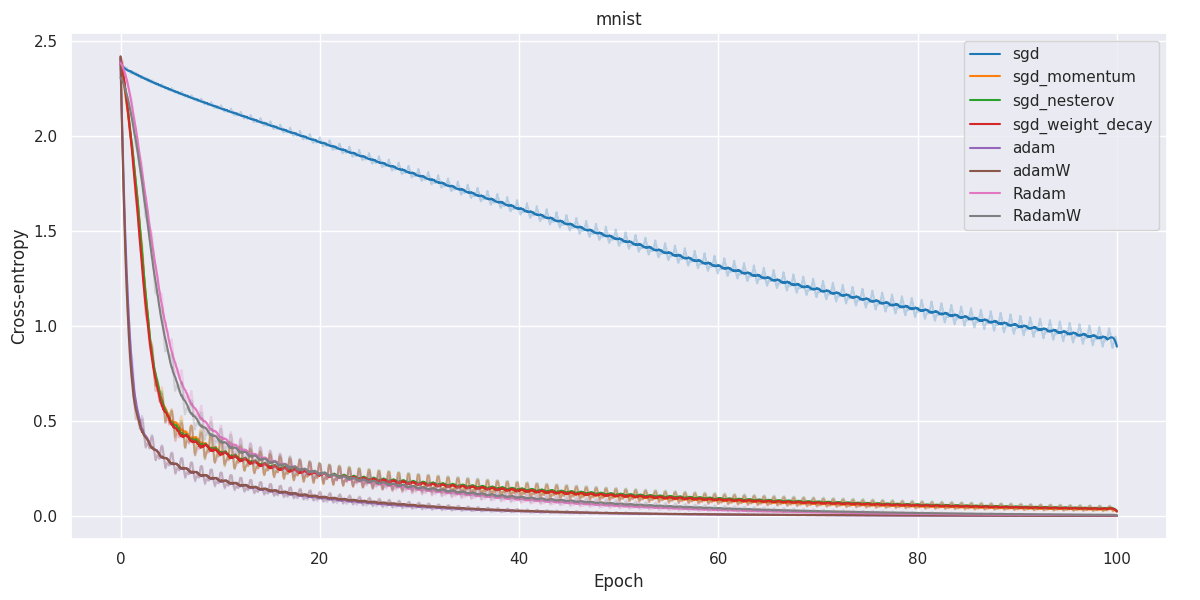 mnist
2.5
2.0
1.5
1.0
0.5
0.0
Cross-entropy
0
20
40
60
80
100
Epoch
sgd
sgd_momentum
sgd_nesterov
sgd_weight_decay
adam
adamW
Radam
RadamW